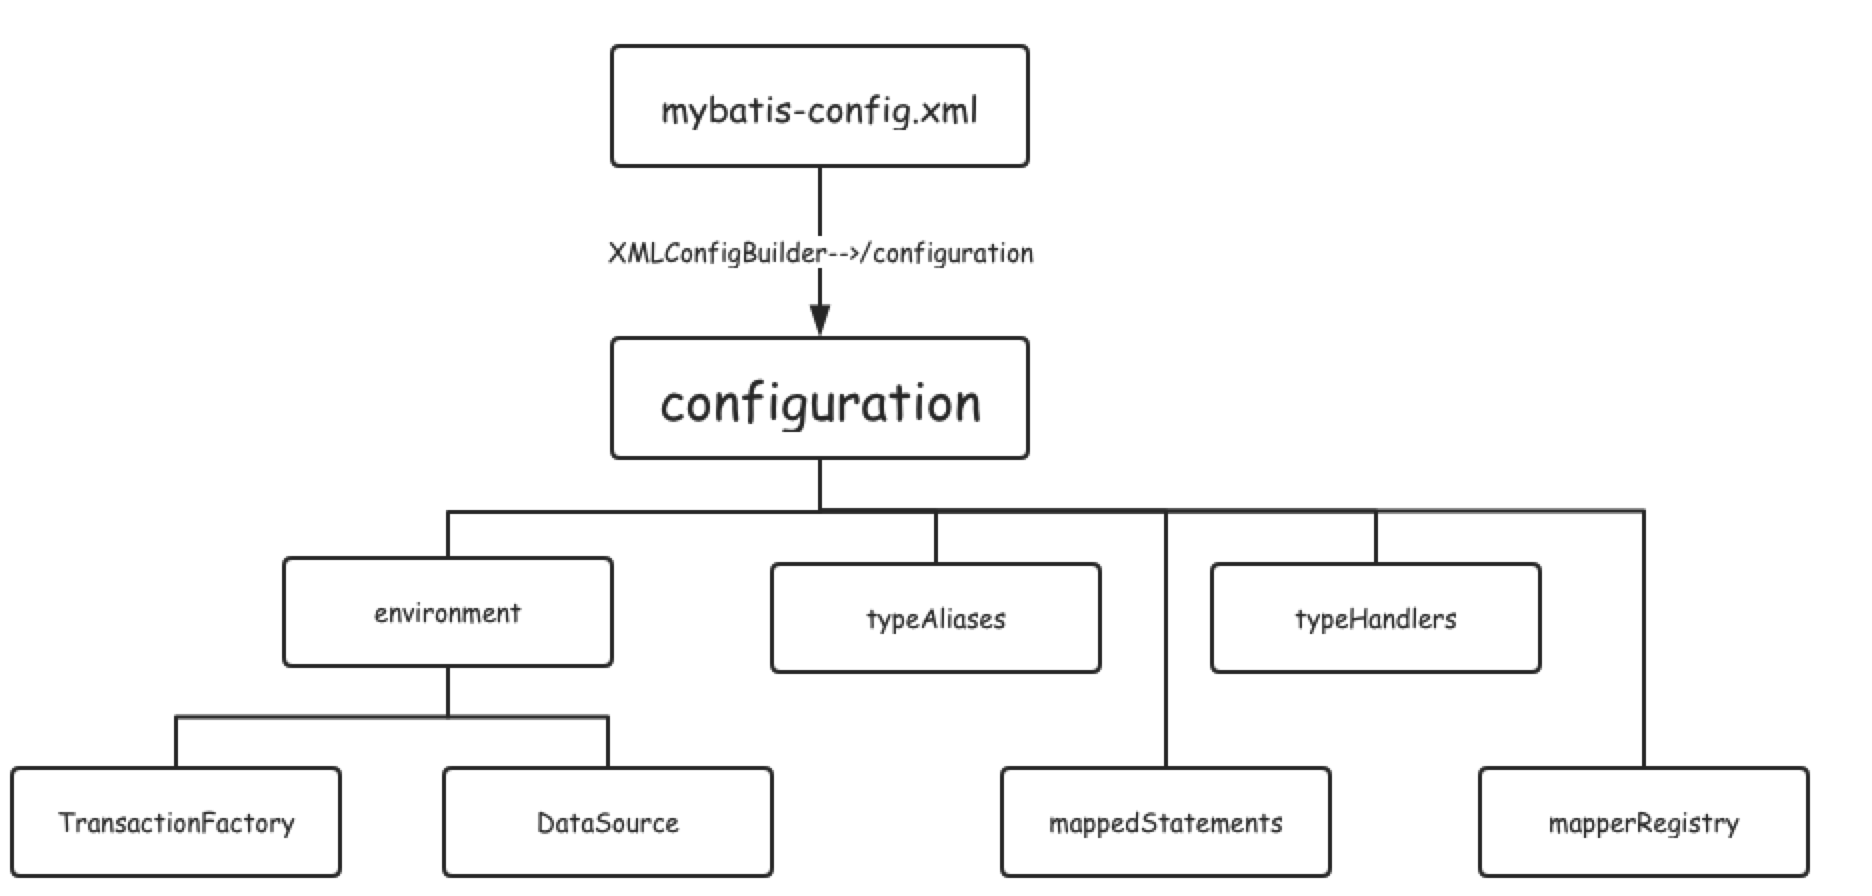 mybatis-config.xml
XMLConfigBuilder-->/configuration
configuration
environment
typeAliases
typeHandlers
TransactionFactory
DataSource
mappedStatements
mapperRegistry